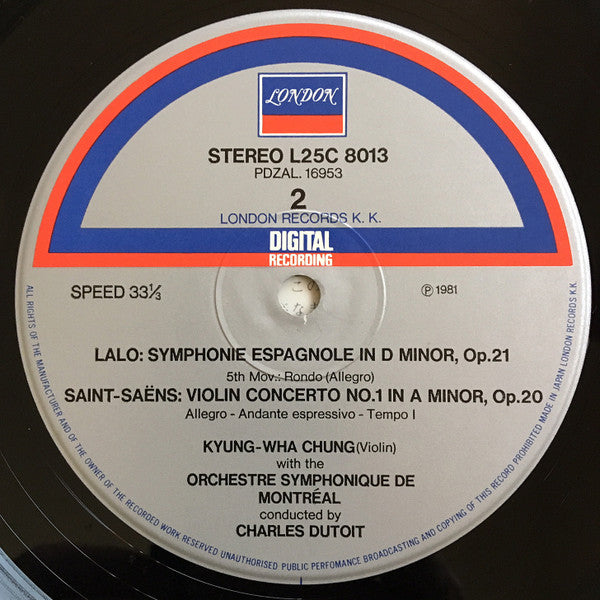 LONDON
STEREO L25C 8013
PDZAL. 16953
2
LONDON RECORDS K. K.
DIGITAL
RECORDING
SPEED 33⅓
℗ 1981
LALO: SYMPHONIE ESPAGNOLE IN D MINOR, Op.21
5th Mov.: Rondo (Allegro)
SAINT-SAËNS: VIOLIN CONCERTO NO.1 IN A MINOR, Op.20
Allegro - Andante espressivo - Tempo I
KYUNG-WHA CHUNG(Violin)
with the
ORCHESTRE SYMPHONIQUE DE
MONTRÉAL
conducted by
CHARLES DUTOIT
ALL RIGHTS OF THE MANUFACTURER AND OF THE OWNER OF THE RECORDED WORK RESERVED UNAUTHORISED PUBLIC PERFOMANCE BROADCASTING AND COPYING OF THIS RECORD PROHIBITED MADE IN JAPAN LONDON RECORDS K.K.